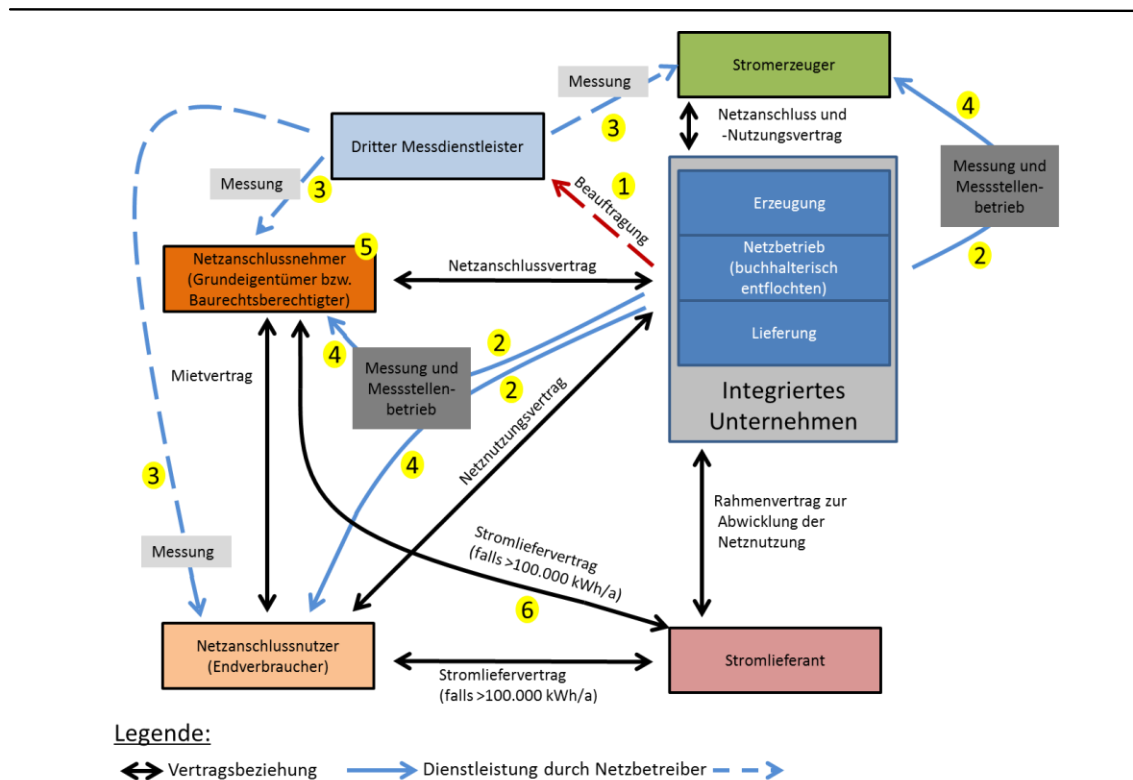 Stromerzeuger
Messung
4
3
Netzanschluss und
-Nutzungsvertrag
Dritter Messdienstleister
Messung
3
1
Beauftragung
Erzeugung
Netzbetrieb
(buchhalterisch
entflochten)
Lieferung
Integriertes
Unternehmen
Messung und
Messstellen-
betrieb
2
5
Netzanschlussnehmer
(Grundeigentümer bzw.
Baurechtsberechtigter)
Netzanschlussvertrag
4
2
2
Messung und
Messstellen-
betrieb
Mietvertrag
4
Netznutzungsvertrag
3
Messung
Stromliefervertrag
(falls >100.000 kWh/a)
6
Rahmenvertrag zur
Abwicklung der
Netznutzung
Netzanschlussnutzer
(Endverbraucher)
Stromliefervertrag
(falls >100.000 kWh/a)
Stromlieferant
Legende:
Vertragsbeziehung
Dienstleistung durch Netzbetreiber